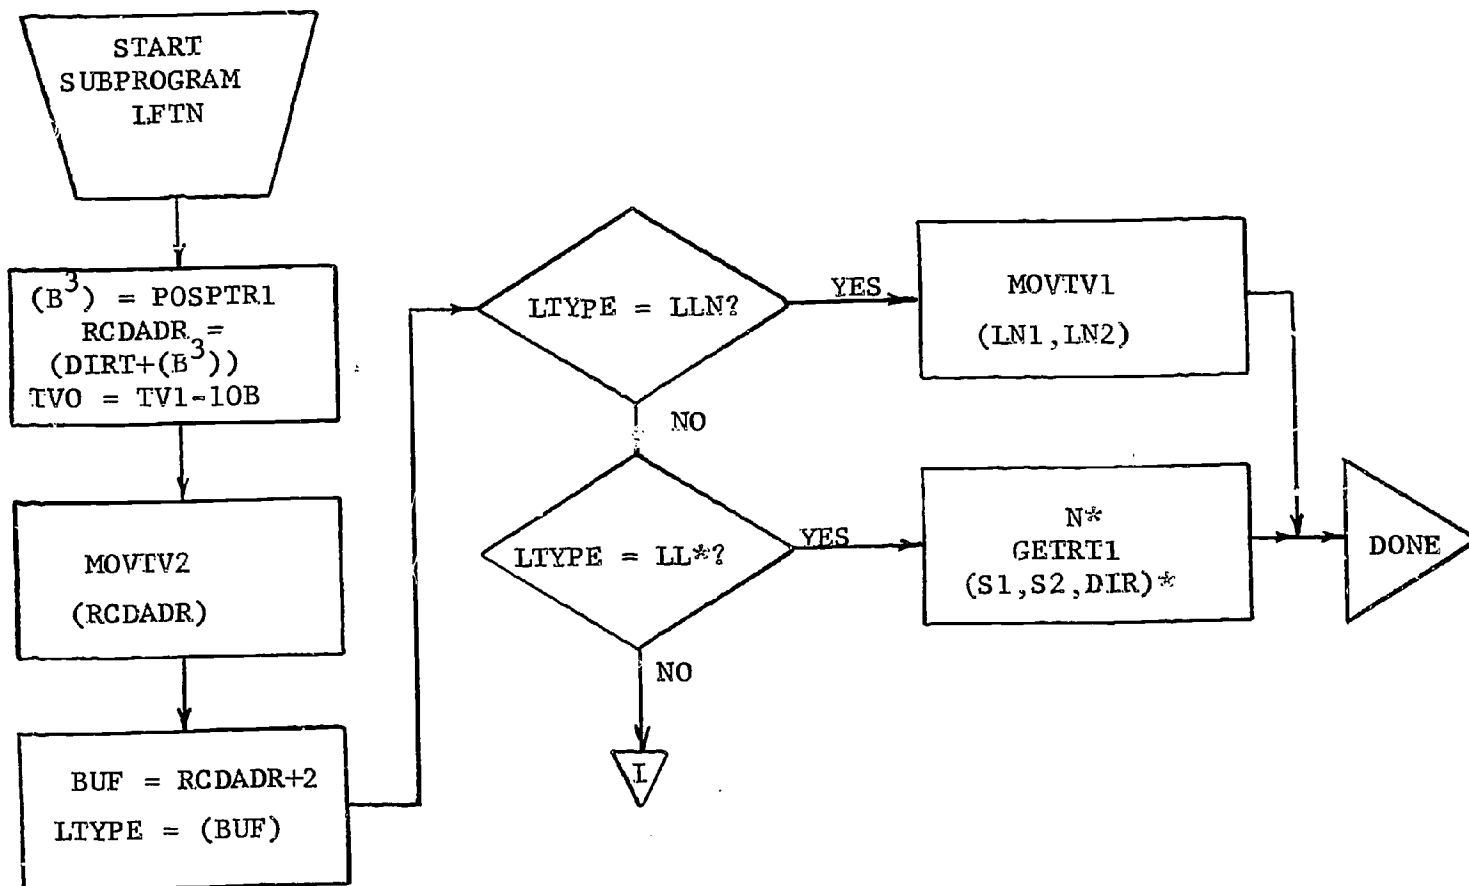 START
SUBPROGRAM
LFTN
(B³) = POSPTR1
RCDADR =
(DIRT+(B³))
TVO = TV1-10B
MOVTV2
(RCDADR)
BUF = RCDADR+2
LTYPE = (BUF)
LTYPE = LLN?
YES
MOVTV1
(LN1,LN2)
NO
LTYPE = LL*?
YES
N*
GETRT1
(S1,S2,DIR)*
DONE
NO
I